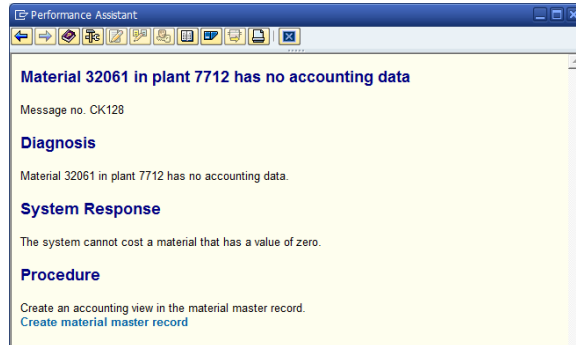 Performance Assistant
Material 32061 in plant 7712 has no accounting data
Message no. CK128
Diagnosis
Material 32061 in plant 7712 has no accounting data.
System Response
The system cannot cost a material that has a value of zero.
Procedure
Create an accounting view in the material master record.
Create material master record